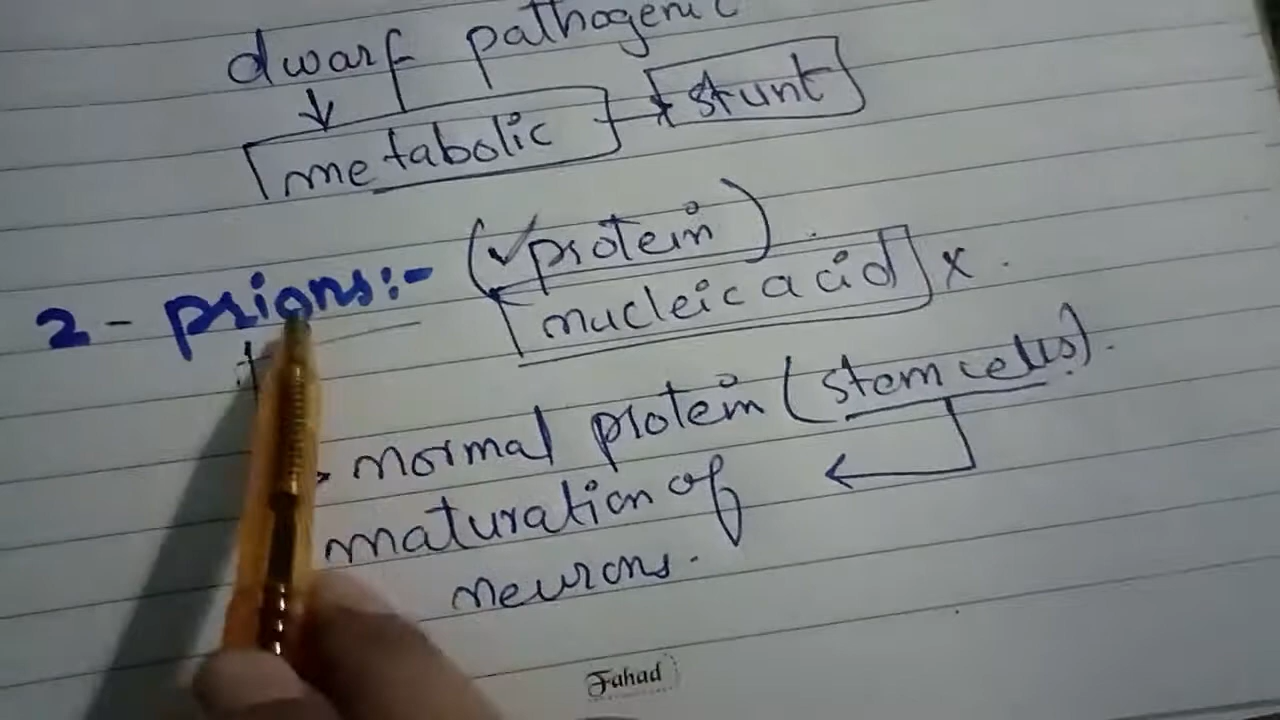 dwarf pathogenic
metabolic → stunt
2 - prions:- (✓protein).
nucleic acid x.
normal protein (stem cells).
maturation of
neurons.
Fahad